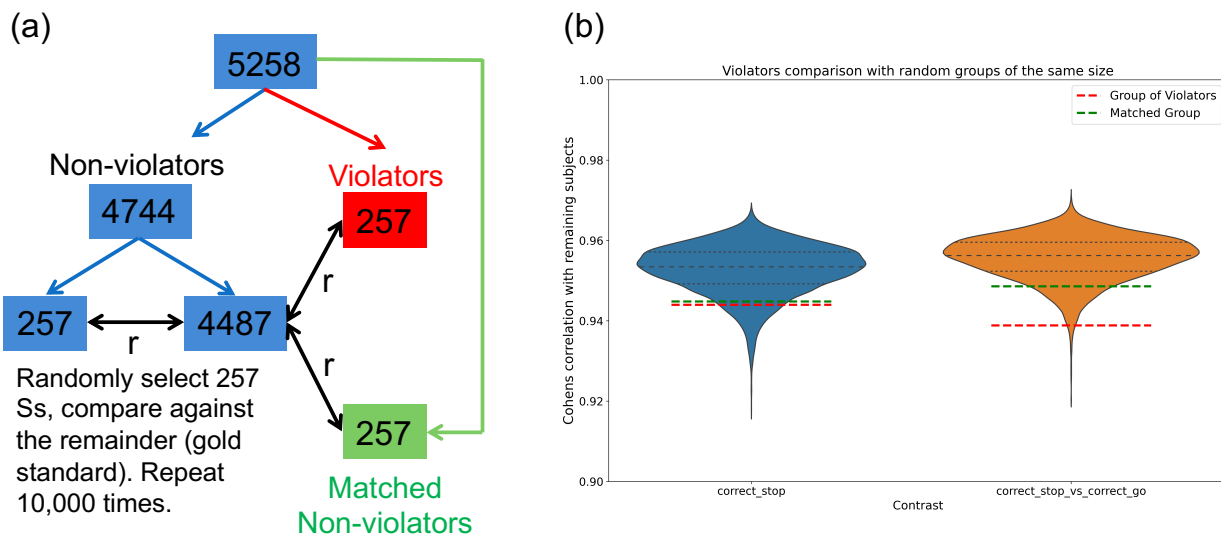 (a)
5258
Non-violators
Violators
4744
257
r
257
4487
r
r
Randomly select 257
Ss, compare against
the remainder (gold
standard). Repeat
10,000 times.
257
Matched
Non-violators
(b)
Violators comparison with random groups of the same size
Group of Violators
Matched Group
Cohens correlation with remaining subjects
1.00
0.98
0.96
0.94
0.92
0.90
correct_stop
correct_stop_vs_correct_go
Contrast